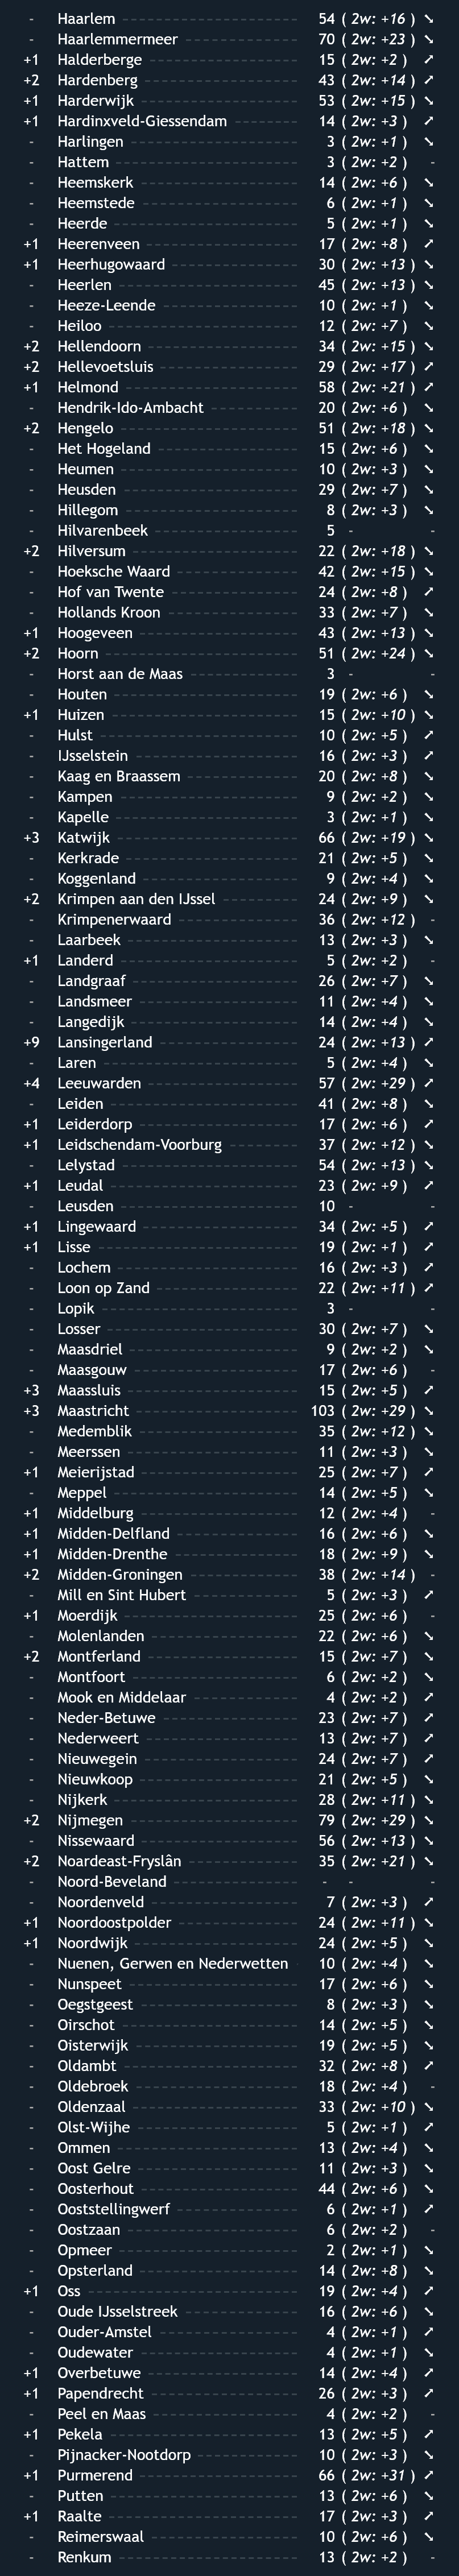 - Haarlem 54 ( 2w: +16 ) ↘
- Haarlemmermeer 70 ( 2w: +23 ) ↘
+1 Halderberge 15 ( 2w: +2 ) ↗
+2 Hardenberg 43 ( 2w: +14 ) ↗
+1 Harderwijk 53 ( 2w: +15 ) ↘
+1 Hardinxveld-Giessendam 14 ( 2w: +3 ) ↗
- Harlingen 3 ( 2w: +1 ) ↘
- Hattem 3 ( 2w: +2 ) -
- Heemskerk 14 ( 2w: +6 ) ↘
- Heemstede 6 ( 2w: +1 ) ↘
- Heerde 5 ( 2w: +1 ) ↘
+1 Heerenveen 17 ( 2w: +8 ) ↗
+1 Heerhugowaard 30 ( 2w: +13 ) ↘
- Heerlen 45 ( 2w: +13 ) ↘
- Heeze-Leende 10 ( 2w: +1 ) ↘
- Heiloo 12 ( 2w: +7 ) ↘
+2 Hellendoorn 34 ( 2w: +15 ) ↘
+2 Hellevoetsluis 29 ( 2w: +17 ) ↗
+1 Helmond 58 ( 2w: +21 ) ↗
- Hendrik-Ido-Ambacht 20 ( 2w: +6 ) ↘
+2 Hengelo 51 ( 2w: +18 ) ↘
- Het Hogeland 15 ( 2w: +6 ) ↘
- Heumen 10 ( 2w: +3 ) ↘
- Heusden 29 ( 2w: +7 ) ↘
- Hillegom 8 ( 2w: +3 ) ↘
- Hilvarenbeek 5 - -
+2 Hilversum 22 ( 2w: +18 ) ↘
- Hoeksche Waard 42 ( 2w: +15 ) ↘
- Hof van Twente 24 ( 2w: +8 ) ↗
- Hollands Kroon 33 ( 2w: +7 ) ↘
+1 Hoogeveen 43 ( 2w: +13 ) ↘
+2 Hoorn 51 ( 2w: +24 ) ↘
- Horst aan de Maas 3 - -
- Houten 19 ( 2w: +6 ) ↘
+1 Huizen 15 ( 2w: +10 ) ↘
- Hulst 10 ( 2w: +5 ) ↗
- IJsselstein 16 ( 2w: +3 ) ↗
- Kaag en Braassem 20 ( 2w: +8 ) ↘
- Kampen 9 ( 2w: +2 ) ↘
- Kapelle 3 ( 2w: +1 ) ↘
+3 Katwijk 66 ( 2w: +19 ) ↘
- Kerkrade 21 ( 2w: +5 ) ↘
- Koggenland 9 ( 2w: +4 ) ↘
+2 Krimpen aan den IJssel 24 ( 2w: +9 ) ↘
- Krimpenerwaard 36 ( 2w: +12 ) -
- Laarbeek 13 ( 2w: +3 ) ↘
+1 Landerd 5 ( 2w: +2 ) -
- Landgraaf 26 ( 2w: +7 ) ↘
- Landsmeer 11 ( 2w: +4 ) ↘
- Langedijk 14 ( 2w: +4 ) ↘
+9 Lansingerland 24 ( 2w: +13 ) ↗
- Laren 5 ( 2w: +4 ) ↘
+4 Leeuwarden 57 ( 2w: +29 ) ↗
- Leiden 41 ( 2w: +8 ) ↘
+1 Leiderdorp 17 ( 2w: +6 ) ↗
+1 Leidschendam-Voorburg 37 ( 2w: +12 ) ↘
- Lelystad 54 ( 2w: +13 ) ↘
+1 Leudal 23 ( 2w: +9 ) ↗
- Leusden 10 - -
+1 Lingewaard 34 ( 2w: +5 ) ↗
+1 Lisse 19 ( 2w: +1 ) ↗
- Lochem 16 ( 2w: +3 ) ↗
- Loon op Zand 22 ( 2w: +11 ) ↗
- Lopik 3 - -
- Losser 30 ( 2w: +7 ) ↘
- Maasdriel 9 ( 2w: +2 ) ↘
- Maasgouw 17 ( 2w: +6 ) -
+3 Maassluis 15 ( 2w: +5 ) ↗
+3 Maastricht 103 ( 2w: +29 ) ↘
- Medemblik 35 ( 2w: +12 ) ↘
- Meerssen 11 ( 2w: +3 ) ↘
+1 Meierijstad 25 ( 2w: +7 ) ↗
- Meppel 14 ( 2w: +5 ) ↘
+1 Middelburg 12 ( 2w: +4 ) -
+1 Midden-Delfland 16 ( 2w: +6 ) ↘
+1 Midden-Drenthe 18 ( 2w: +9 ) ↘
+2 Midden-Groningen 38 ( 2w: +14 ) -
- Mill en Sint Hubert 5 ( 2w: +3 ) ↗
+1 Moerdijk 25 ( 2w: +6 ) -
- Molenlanden 22 ( 2w: +6 ) ↘
+2 Montferland 15 ( 2w: +7 ) ↘
- Montfoort 6 ( 2w: +2 ) ↘
- Mook en Middelaar 4 ( 2w: +2 ) ↗
- Neder-Betuwe 23 ( 2w: +7 ) ↗
- Nederweert 13 ( 2w: +7 ) ↗
- Nieuwegein 24 ( 2w: +7 ) ↗
- Nieuwkoop 21 ( 2w: +5 ) ↘
- Nijkerk 28 ( 2w: +11 ) ↘
+2 Nijmegen 79 ( 2w: +29 ) ↘
- Nissewaard 56 ( 2w: +13 ) ↘
+2 Noardeast-Fryslân 35 ( 2w: +21 ) ↘
- Noord-Beveland - - -
- Noordenveld 7 ( 2w: +3 ) ↗
+1 Noordoostpolder 24 ( 2w: +11 ) ↘
+1 Noordwijk 24 ( 2w: +5 ) ↘
- Nuenen, Gerwen en Nederwetten 10 ( 2w: +4 ) ↘
- Nunspeet 17 ( 2w: +6 ) ↘
- Oegstgeest 8 ( 2w: +3 ) ↘
- Oirschot 14 ( 2w: +5 ) ↘
- Oisterwijk 19 ( 2w: +5 ) ↘
- Oldambt 32 ( 2w: +8 ) ↗
- Oldebroek 18 ( 2w: +4 ) -
- Oldenzaal 33 ( 2w: +10 ) ↘
- Olst-Wijhe 5 ( 2w: +1 ) ↗
- Ommen 13 ( 2w: +4 ) ↘
- Oost Gelre 11 ( 2w: +3 ) ↘
- Oosterhout 44 ( 2w: +6 ) ↘
- Ooststellingwerf 6 ( 2w: +1 ) ↗
- Oostzaan 6 ( 2w: +2 ) -
- Opmeer 2 ( 2w: +1 ) ↘
- Opsterland 14 ( 2w: +8 ) ↘
+1 Oss 19 ( 2w: +4 ) ↗
- Oude IJsselstreek 16 ( 2w: +6 ) ↘
- Ouder-Amstel 4 ( 2w: +1 ) ↗
- Oudewater 4 ( 2w: +1 ) ↘
+1 Overbetuwe 14 ( 2w: +4 ) ↗
+1 Papendrecht 26 ( 2w: +3 ) ↗
- Peel en Maas 4 ( 2w: +2 ) -
+1 Pekela 13 ( 2w: +5 ) ↗
- Pijnacker-Nootdorp 10 ( 2w: +3 ) ↘
+1 Purmerend 66 ( 2w: +31 ) ↗
- Putten 13 ( 2w: +6 ) ↘
+1 Raalte 17 ( 2w: +3 ) ↗
- Reimerswaal 10 ( 2w: +6 ) ↘
- Renkum 13 ( 2w: +2 ) -